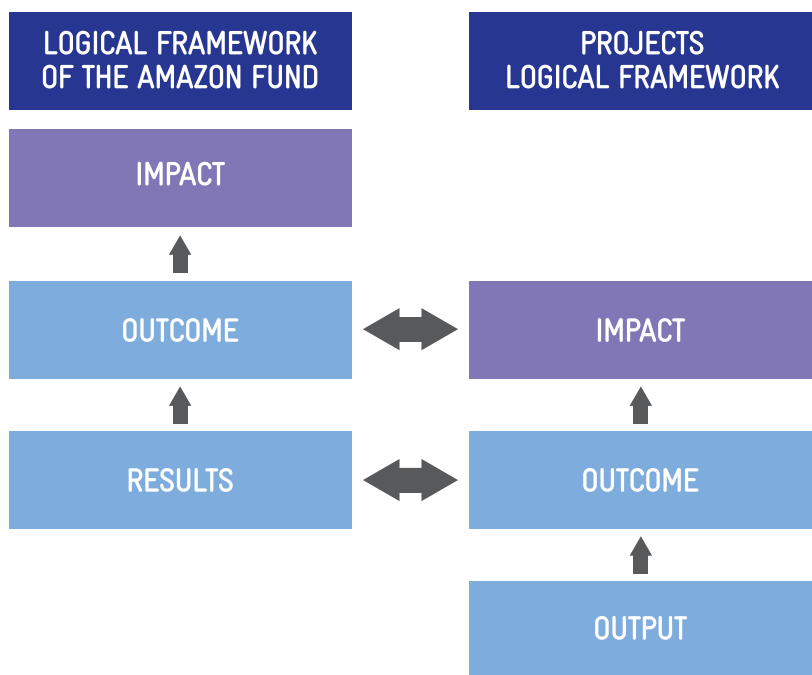 LOGICAL FRAMEWORK
OF THE AMAZON FUND
PROJECTS
LOGICAL FRAMEWORK
IMPACT
OUTCOME
IMPACT
RESULTS
OUTCOME
OUTPUT